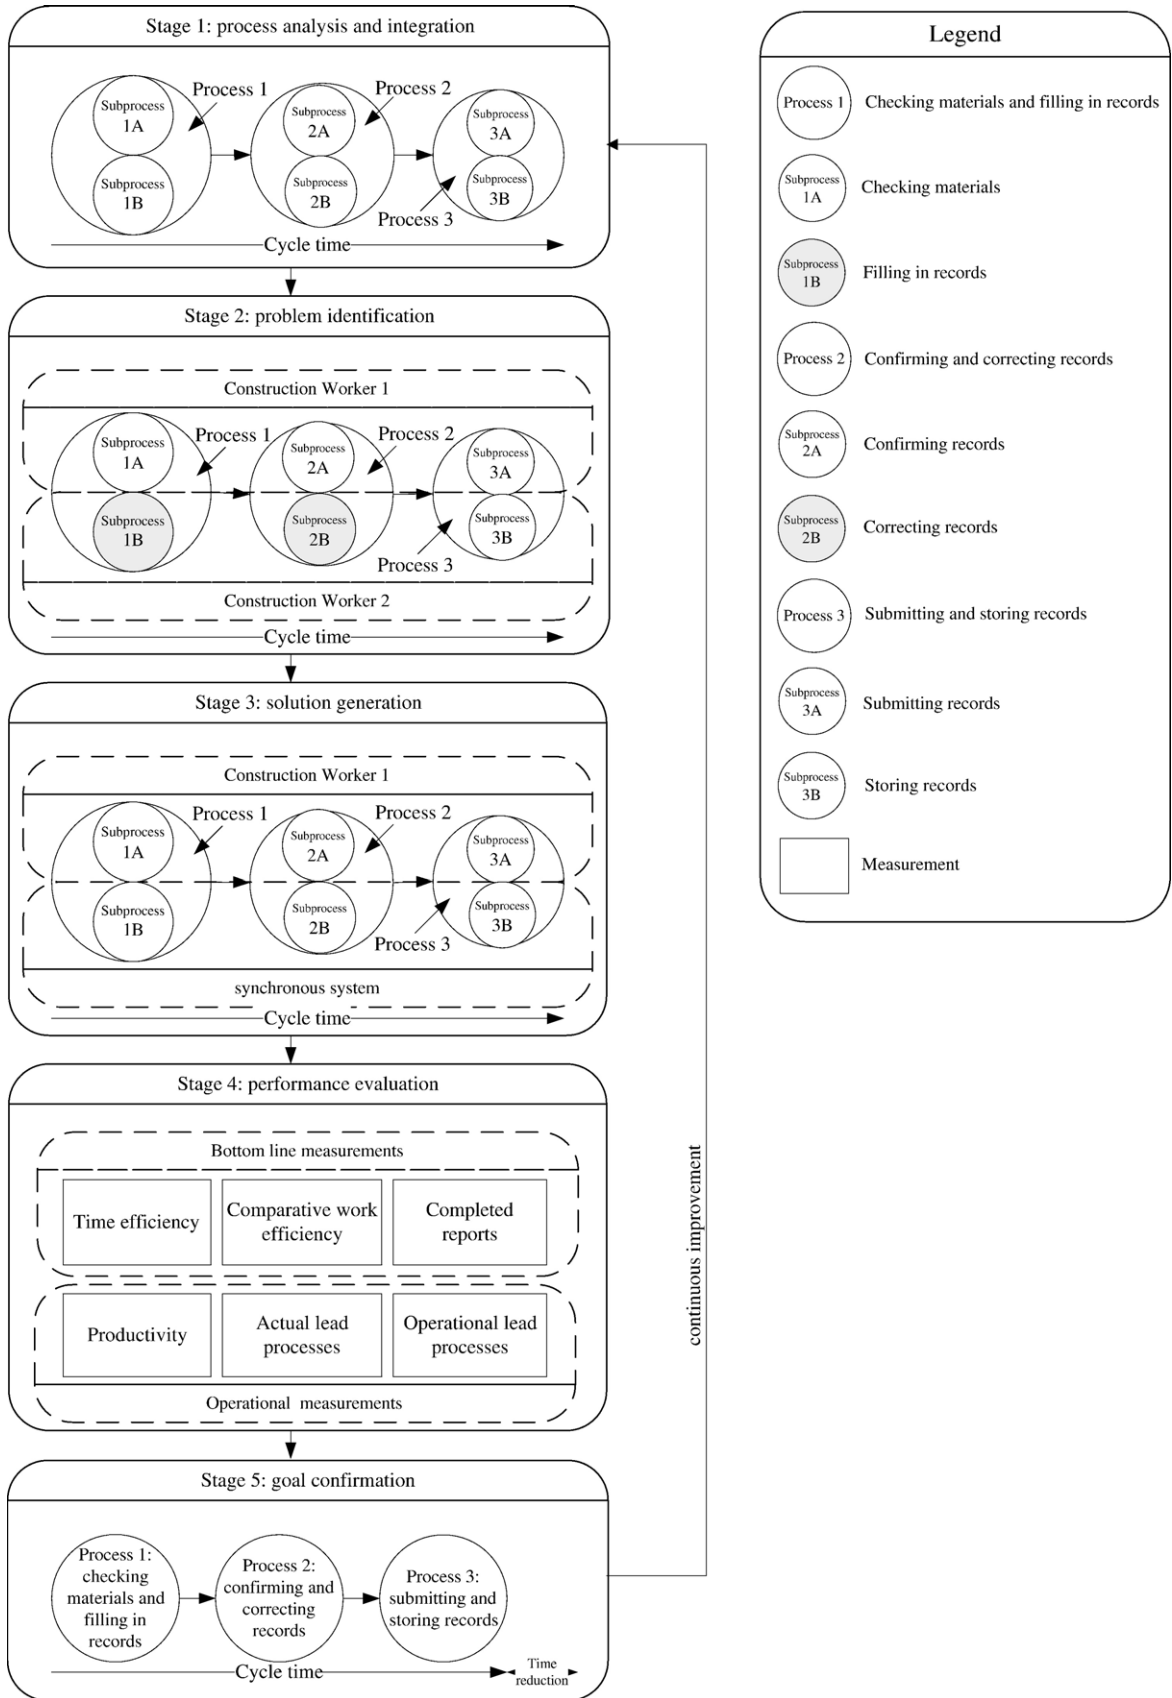 Stage 1: process analysis and integration
Process 1
Process 2
Subprocess
1A
Subprocess
2A
Subprocess
3A
Subprocess
1B
Subprocess
2B
Subprocess
3B
Process 3
Cycle time
Stage 2: problem identification
Construction Worker 1
Process 1
Process 2
Subprocess
1A
Subprocess
2A
Subprocess
3A
Subprocess
1B
Subprocess
2B
Subprocess
3B
Process 3
Construction Worker 2
Cycle time
Stage 3: solution generation
Construction Worker 1
Process 1
Process 2
Subprocess
1A
Subprocess
2A
Subprocess
3A
Subprocess
1B
Subprocess
2B
Subprocess
3B
Process 3
synchronous system
Cycle time
Stage 4: performance evaluation
Bottom line measurements
Time efficiency
Comparative work
efficiency
Completed
reports
Productivity
Actual lead
processes
Operational lead
processes
Operational measurements
Stage 5: goal confirmation
Process 1:
checking
materials and
filling in
records
Process 2:
confirming and
correcting
records
Process 3:
submitting and
storing records
Cycle time
Time
reduction
continuous improvement
Legend
Process 1
Checking materials and filling in records
Subprocess
1A
Checking materials
Subprocess
1B
Filling in records
Process 2
Confirming and correcting records
Subprocess
2A
Confirming records
Subprocess
2B
Correcting records
Process 3
Submitting and storing records
Subprocess
3A
Submitting records
Subprocess
3B
Storing records
Measurement